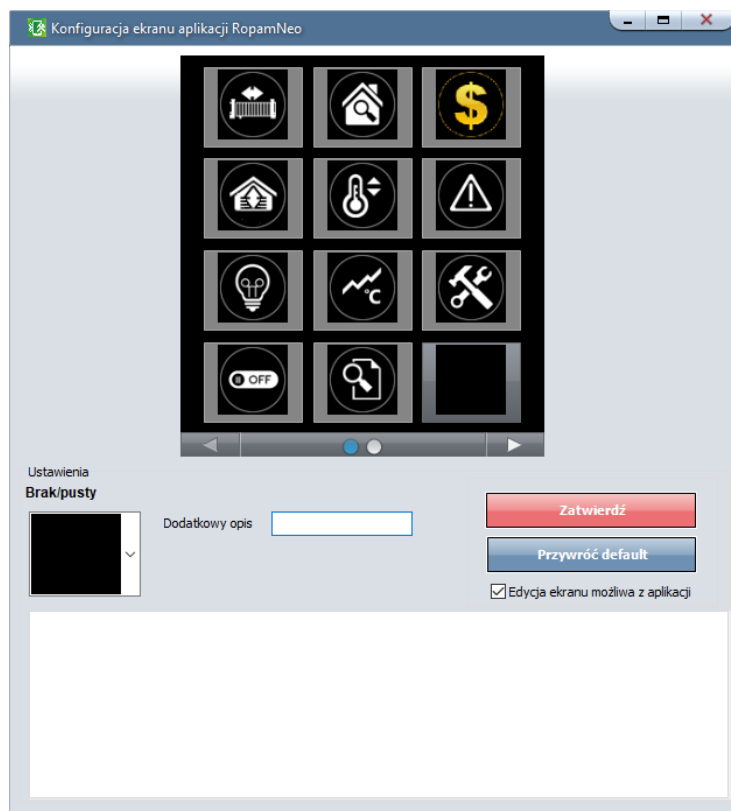 Konfiguracja ekranu aplikacji RopamNeo
$
°C
OFF
Ustawienia
Brak/pusty
Dodatkowy opis
Zatwierdź
Przywróć default
Edycja ekranu możliwa z aplikacji